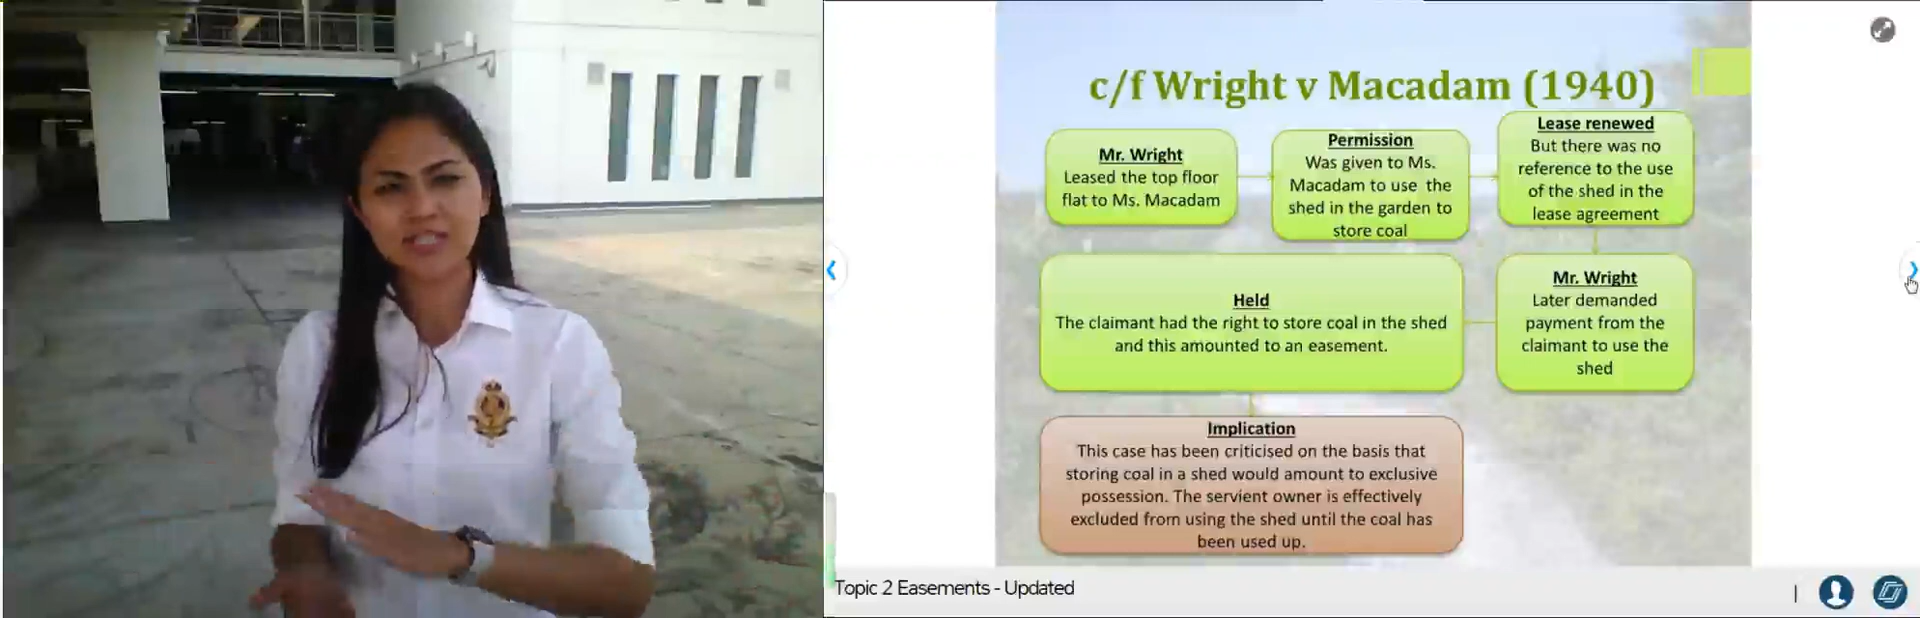 c/f Wright v Macadam (1940)
Mr. Wright
Leased the top floor
flat to Ms. Macadam
Permission
Was given to Ms.
Macadam to use the
shed in the garden to
store coal
Lease renewed
But there was no
reference to the use
of the shed in the
lease agreement
Mr. Wright
Later demanded
payment from the
claimant to use the
shed
Held
The claimant had the right to store coal in the shed
and this amounted to an easement.
Implication
This case has been criticised on the basis that
storing coal in a shed would amount to exclusive
possession. The servient owner is effectively
excluded from using the shed until the coal has
been used up.
Topic 2 Easements - Updated